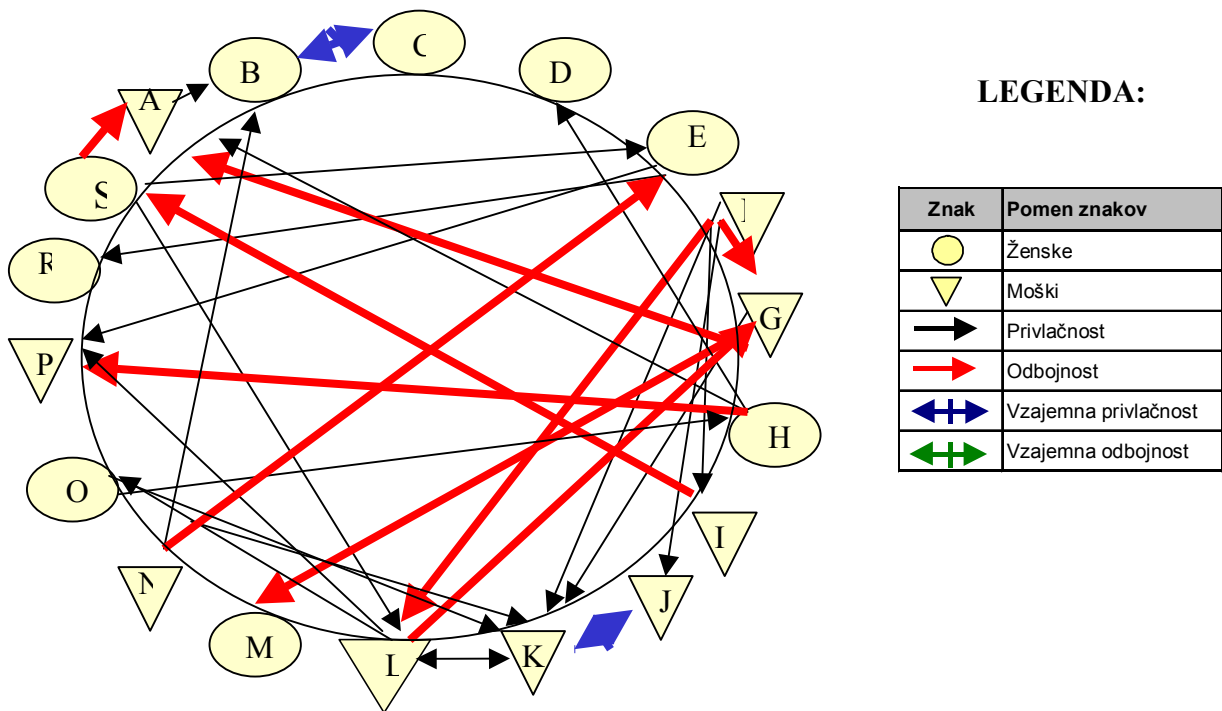 C
B
D
A
E
S
G
R
P
H
O
I
N
J
M
L
K
LEGENDA:
Znak Pomen znakov
Ženske
Moški
Privlačnost
Odbojnost
Vzajemna privlačnost
Vzajemna odbojnost